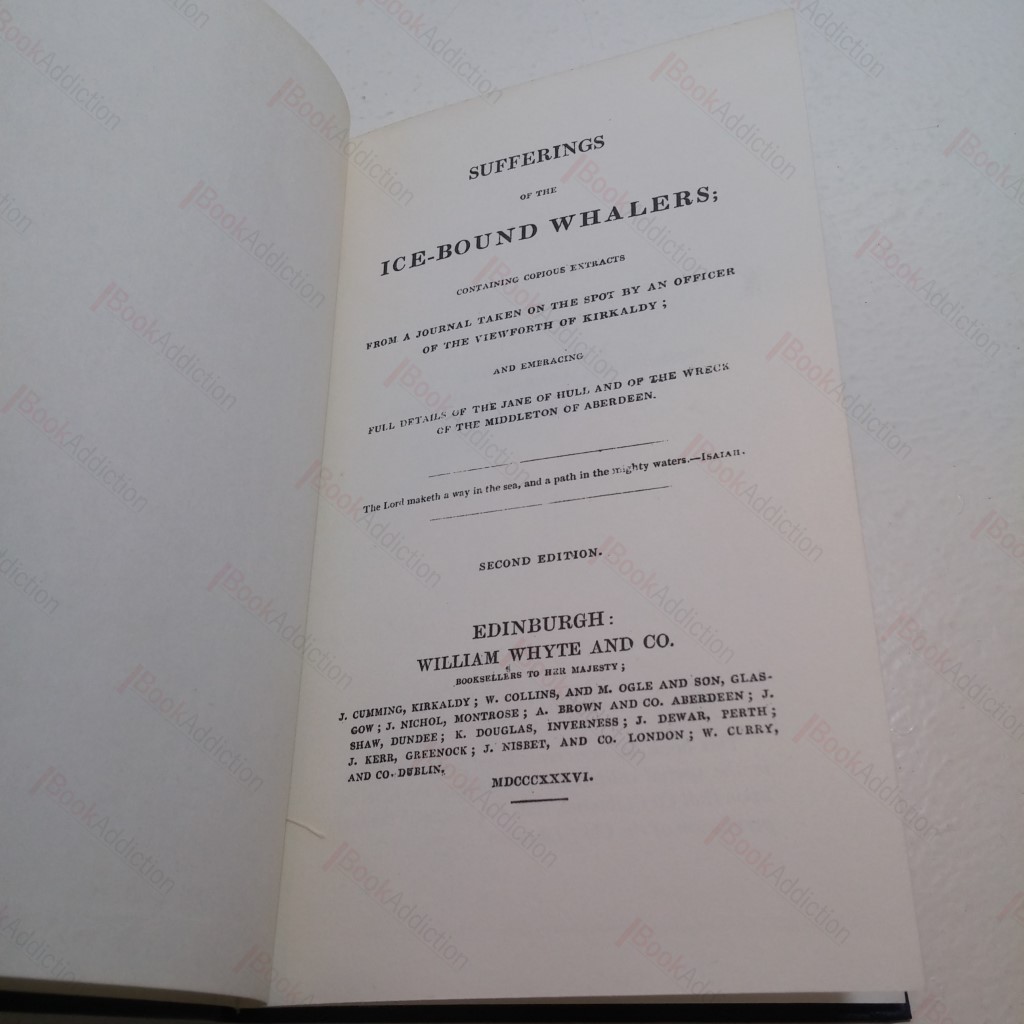 SUFFERINGS
OF THE
ICE-BOUND WHALERS;
CONTAINING COPIOUS EXTRACTS
FROM A JOURNAL TAKEN ON THE SPOT BY AN OFFICER
OF THE VIEWFORTH OF KIRKALDY;
AND EMBRACING
FULL DETAILS OF THE JANE OF HULL AND OF THE WRECK
OF THE MIDDLETON OF ABERDEEN.
The Lord maketh a way in the sea, and a path in the mighty waters.—ISAIAH.
SECOND EDITION.
EDINBURGH:
WILLIAM WHYTE AND CO.
BOOKSELLERS TO HER MAJESTY;
J. CUMMING, KIRKALDY; W. COLLINS, AND M. OGLE AND SON, GLAS-
GOW; J. NICHOL, MONTROSE; A. BROWN AND CO. ABERDEEN; J.
SHAW, DUNDEE; K. DOUGLAS, INVERNESS; J. DEWAR, PERTH;
J. KERR, GREENOCK; J. NISBET, AND CO. LONDON; W. CURRY,
AND CO. DUBLIN.
MDCCCXXXVI.
BookAddiction